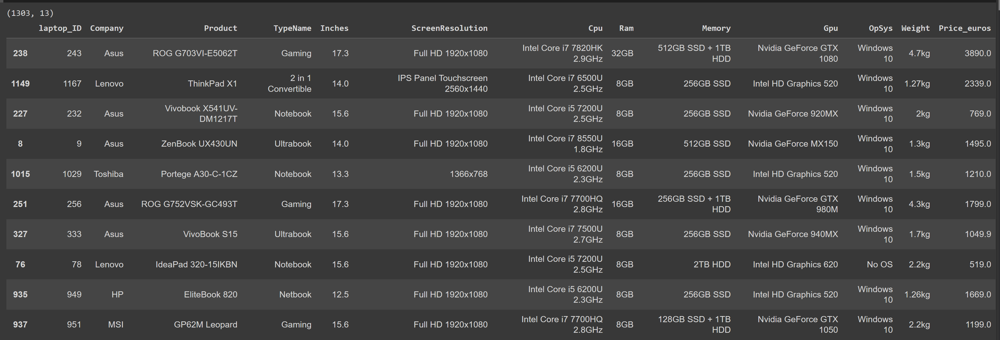 (1303, 13)
laptop_ID Company Product TypeName Inches ScreenResolution Cpu Ram Memory Gpu OpSys Weight Price_euros
238 243 Asus ROG G703VI-E5062T Gaming 17.3 Full HD 1920x1080 Intel Core i7 7820HK 2.9GHz 32GB 512GB SSD + 1TB HDD Nvidia GeForce GTX 1080 Windows 10 4.7kg 3890.0
1149 1167 Lenovo ThinkPad X1 2 in 1 Convertible 14.0 IPS Panel Touchscreen 2560x1440 Intel Core i7 6500U 2.5GHz 8GB 256GB SSD Intel HD Graphics 520 Windows 10 1.27kg 2339.0
227 232 Asus Vivobook X541UV-DM1217T Notebook 15.6 Full HD 1920x1080 Intel Core i5 7200U 2.5GHz 8GB 256GB SSD Nvidia GeForce 920MX Windows 10 2kg 769.0
8 9 Asus ZenBook UX430UN Ultrabook 14.0 Full HD 1920x1080 Intel Core i7 8550U 1.8GHz 16GB 512GB SSD Nvidia GeForce MX150 Windows 10 1.3kg 1495.0
1015 1029 Toshiba Portege A30-C-1CZ Notebook 13.3 1366x768 Intel Core i5 6200U 2.3GHz 8GB 256GB SSD Intel HD Graphics 520 Windows 10 1.5kg 1210.0
251 256 Asus ROG G752VSK-GC493T Gaming 17.3 Full HD 1920x1080 Intel Core i7 7700HQ 2.8GHz 16GB 256GB SSD + 1TB HDD Nvidia GeForce GTX 980M Windows 10 4.3kg 1799.0
327 333 Asus VivoBook S15 Ultrabook 15.6 Full HD 1920x1080 Intel Core i7 7500U 2.7GHz 8GB 256GB SSD Nvidia GeForce 940MX Windows 10 1.7kg 1049.9
76 78 Lenovo IdeaPad 320-15IKBN Notebook 15.6 Full HD 1920x1080 Intel Core i5 7200U 2.5GHz 8GB 2TB HDD Intel HD Graphics 620 No OS 2.2kg 519.0
935 949 HP EliteBook 820 Netbook 12.5 Full HD 1920x1080 Intel Core i5 6200U 2.3GHz 8GB 256GB SSD Intel HD Graphics 520 Windows 10 1.26kg 1669.0
937 951 MSI GP62M Leopard Gaming 15.6 Full HD 1920x1080 Intel Core i7 7700HQ 2.8GHz 8GB 128GB SSD + 1TB HDD Nvidia GeForce GTX 1050 Windows 10 2.2kg 1199.0